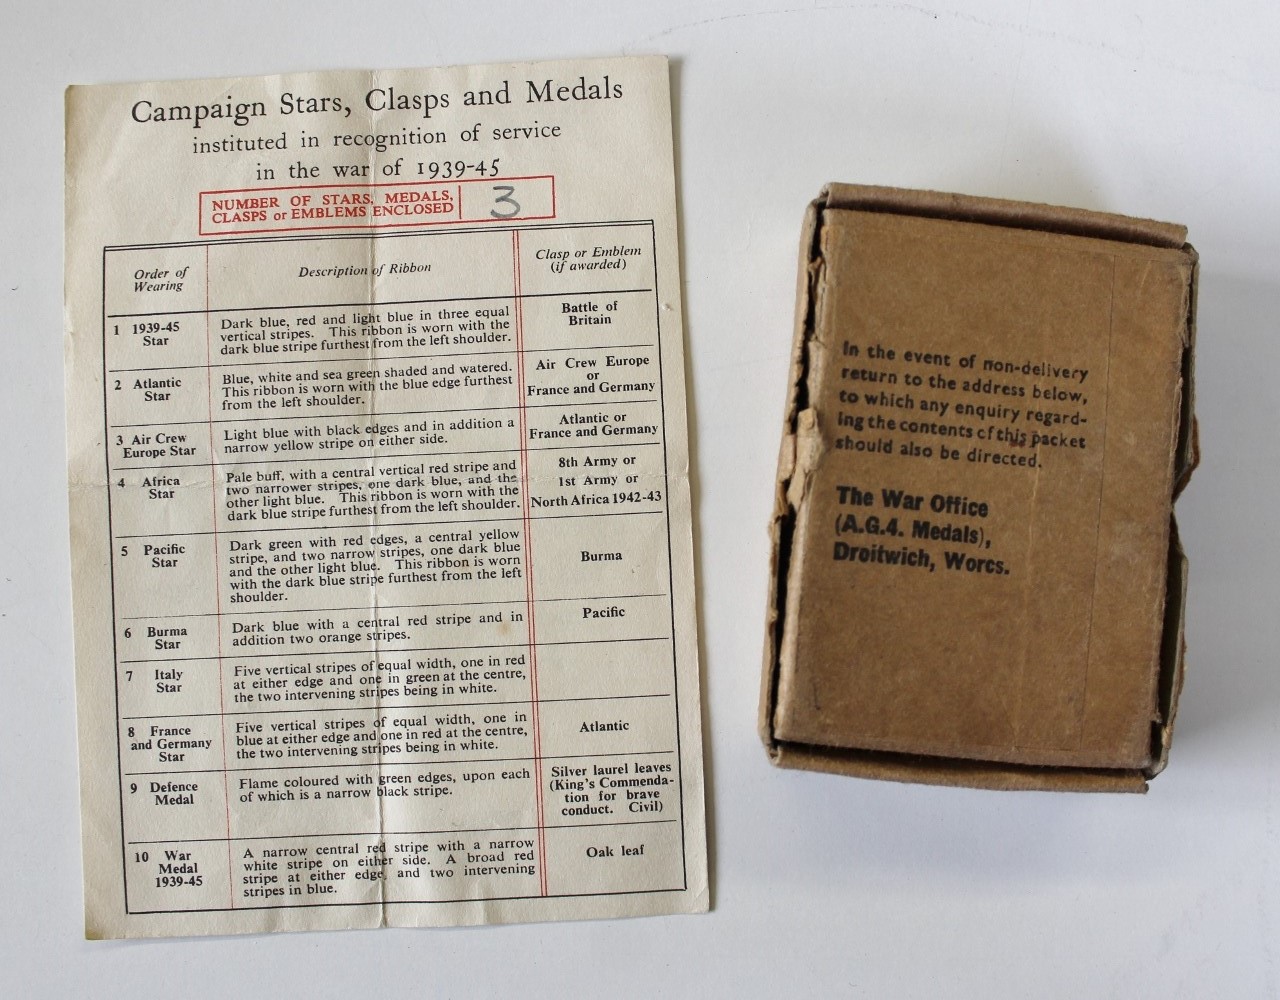 Campaign Stars, Clasps and Medals
instituted in recognition of service
in the war of 1939-45
NUMBER OF STARS, MEDALS,
CLASPS or EMBLEMS ENCLOSED
3
Order of
Wearing
Description of Ribbon
Clasp or Emblem
(if awarded)
1 1939-45
Star
Dark blue, red and light blue in three equal
vertical stripes. This ribbon is worn with the
dark blue stripe furthest from the left shoulder.
Battle of
Britain
2 Atlantic
Star
Blue, white and sea green shaded and watered.
This ribbon is worn with the blue edge furthest
from the left shoulder.
Air Crew Europe
or
France and Germany
3 Air Crew
Europe Star
Light blue with black edges and in addition a
narrow yellow stripe on either side.
Atlantic or
France and Germany
4 Africa
Star
Pale buff, with a central vertical red stripe and
two narrower stripes, one dark blue, and the
other light blue. This ribbon is worn with the
dark blue stripe furthest from the left shoulder.
8th Army or
1st Army or
North Africa 1942-43
5 Pacific
Star
Dark green with red edges, a central yellow
stripe, and two narrow stripes, one dark blue
and the other light blue. This ribbon is worn
with the dark blue stripe furthest from the left
shoulder.
Burma
6 Burma
Star
Dark blue with a central red stripe and in
addition two orange stripes.
Pacific
7 Italy
Star
Five vertical stripes of equal width, one in red
at either edge and one in green at the centre,
the two intervening stripes being in white.
8 France
and Germany
Star
Five vertical stripes of equal width, one in
blue at either edge and one in red at the centre,
the two intervening stripes being in white.
Atlantic
9 Defence
Medal
Flame coloured with green edges, upon each
of which is a narrow black stripe.
Silver laurel leaves
(King's Commenda-
tion for brave
conduct. Civil)
10 War
Medal
1939-45
A narrow central red stripe with a narrow
white stripe on either side. A broad red
stripe at either edge, and two intervening
stripes in blue.
Oak leaf
In the event of non-delivery
return to the address below,
to which any enquiry regard-
ing the contents of this packet
should also be directed.
The War Office
(A.G.4. Medals),
Droitwich, Worcs.